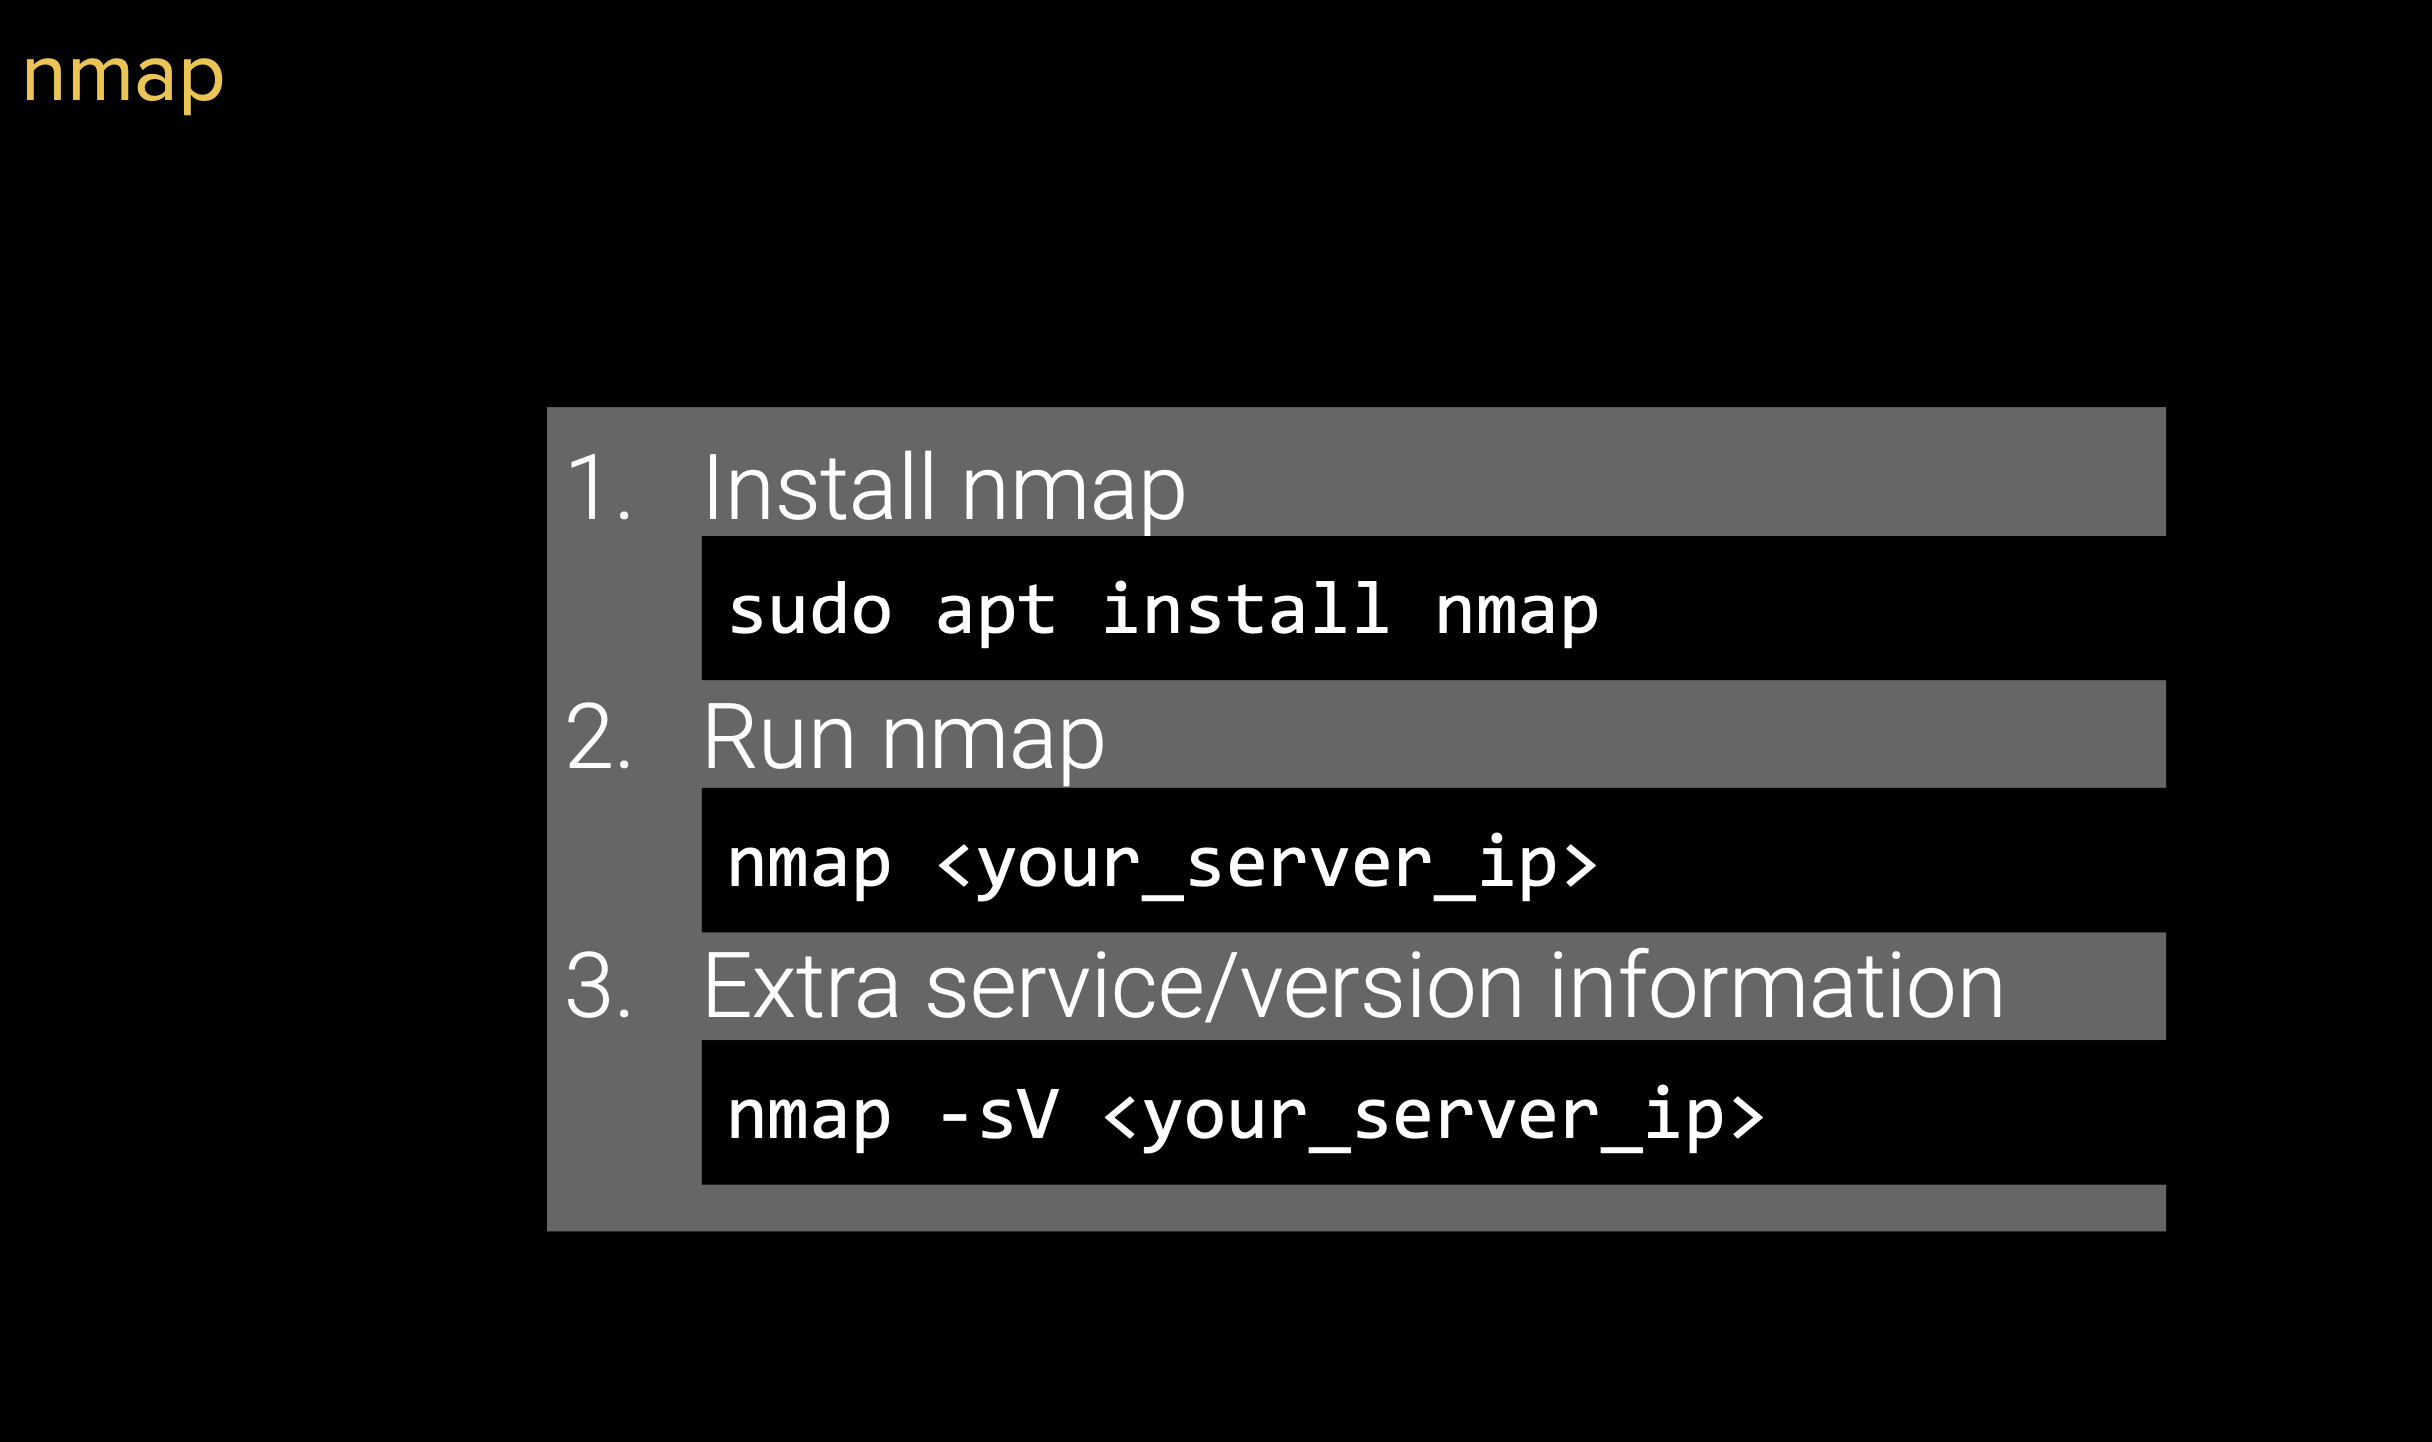 nmap
1. Install nmap
sudo apt install nmap
2. Run nmap
nmap <your_server_ip>
3. Extra service/version information
nmap -sV <your_server_ip>